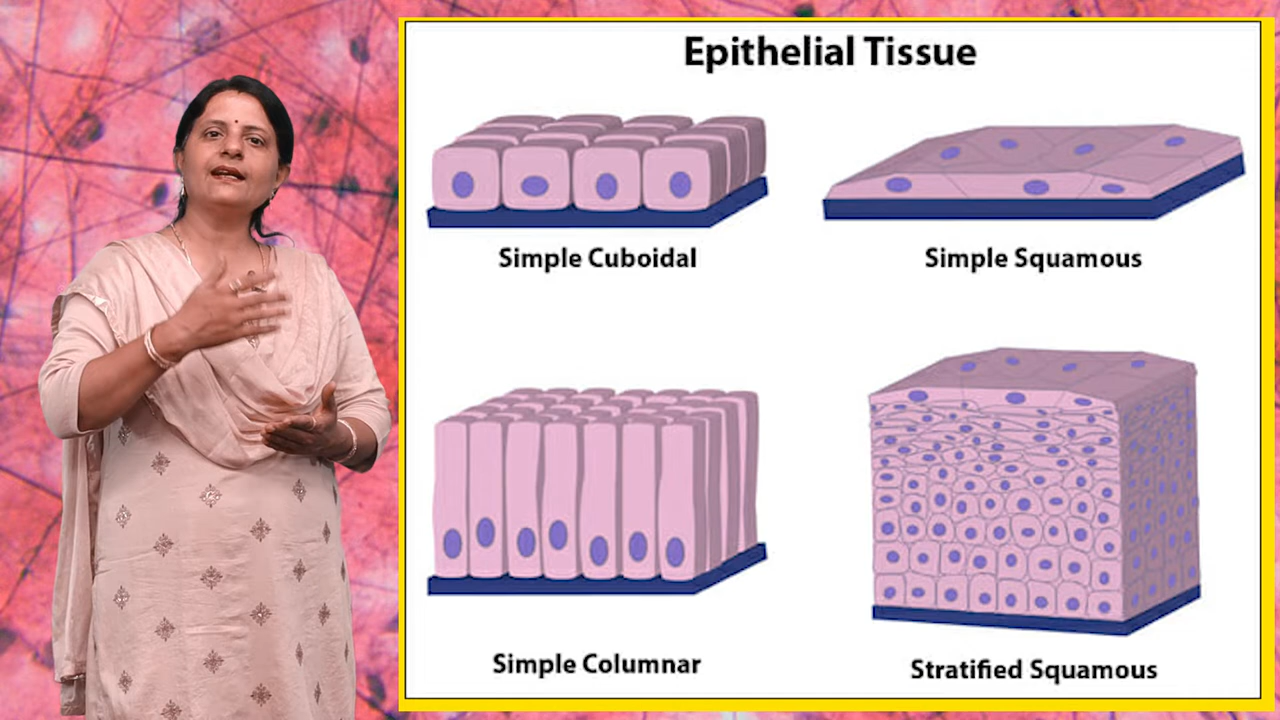 Epithelial Tissue
Simple Cuboidal
Simple Squamous
Simple Columnar
Stratified Squamous